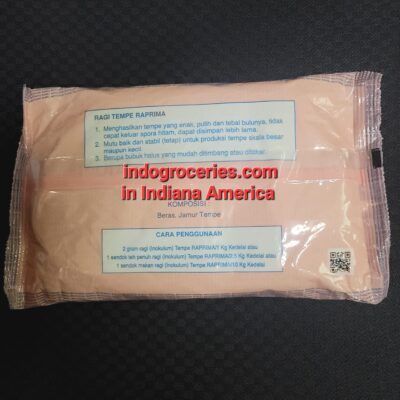 RAGI TEMPE RAPRIMA
1. Menghasilkan tempe yang enak, putih dan tebal bulunya, tidak
cepat keluar spora hitam, dapat disimpan lebih lama.
2. Mutu baik dan stabil (tetap) untuk produksi tempe skala besar
maupun kecil.
3. Berupa bubuk halus yang mudah ditimbang atau ditakar.
indogroceries.com
in Indiana America
KOMPOSISI :
Beras, Jamur Tempe
CARA PENGGUNAAN
2 gram ragi (Inokulum) Tempe RAPRIMA/1 Kg Kedelai atau
1 sendok teh penuh ragi (Inokulum) Tempe RAPRIMA/2.5 Kg Kedelai atau
1 sendok makan ragi (Inokulum) Tempe RAPRIMA/10 Kg Kedelai